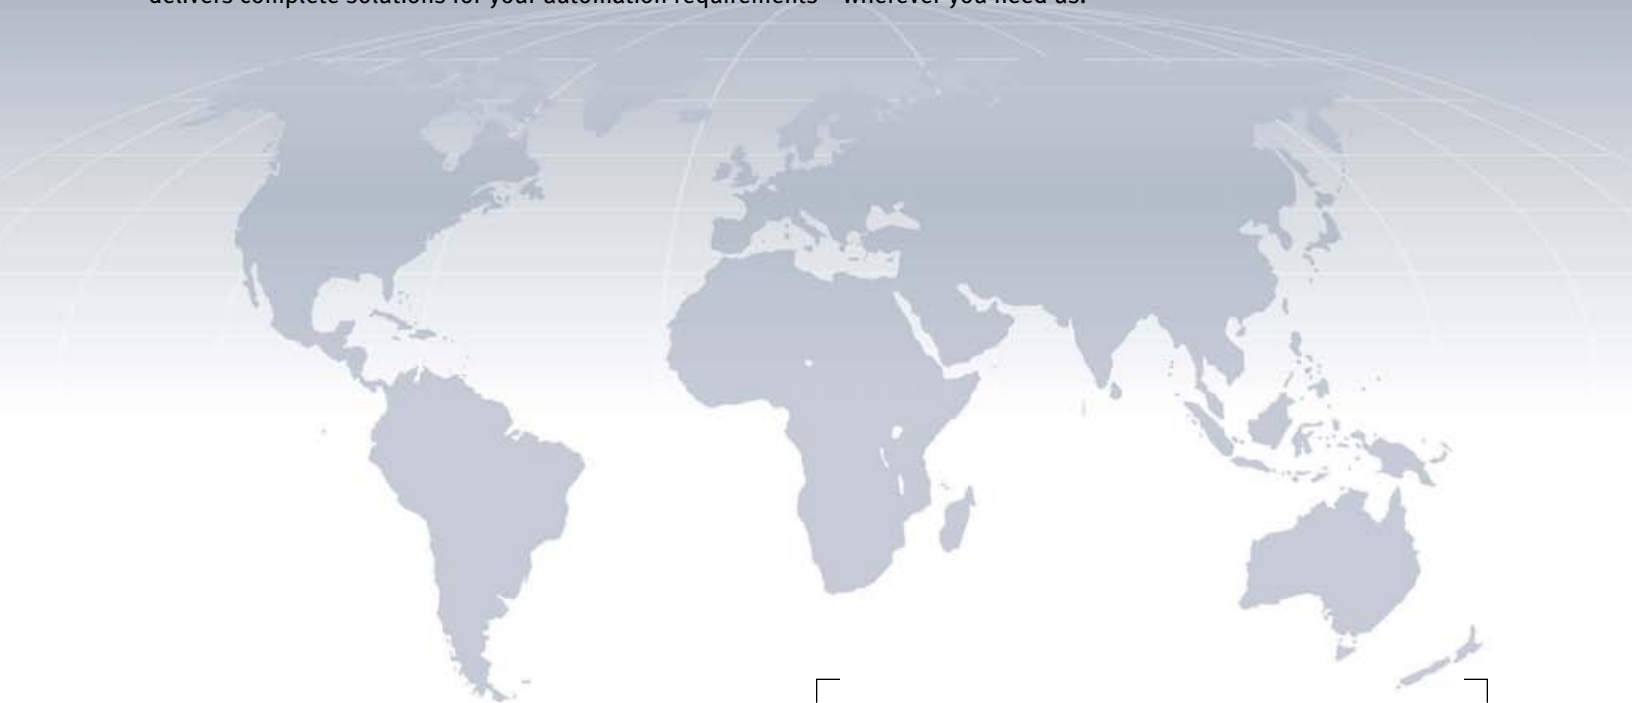 delivers complete solutions for your automation requirements – wherever you need us.